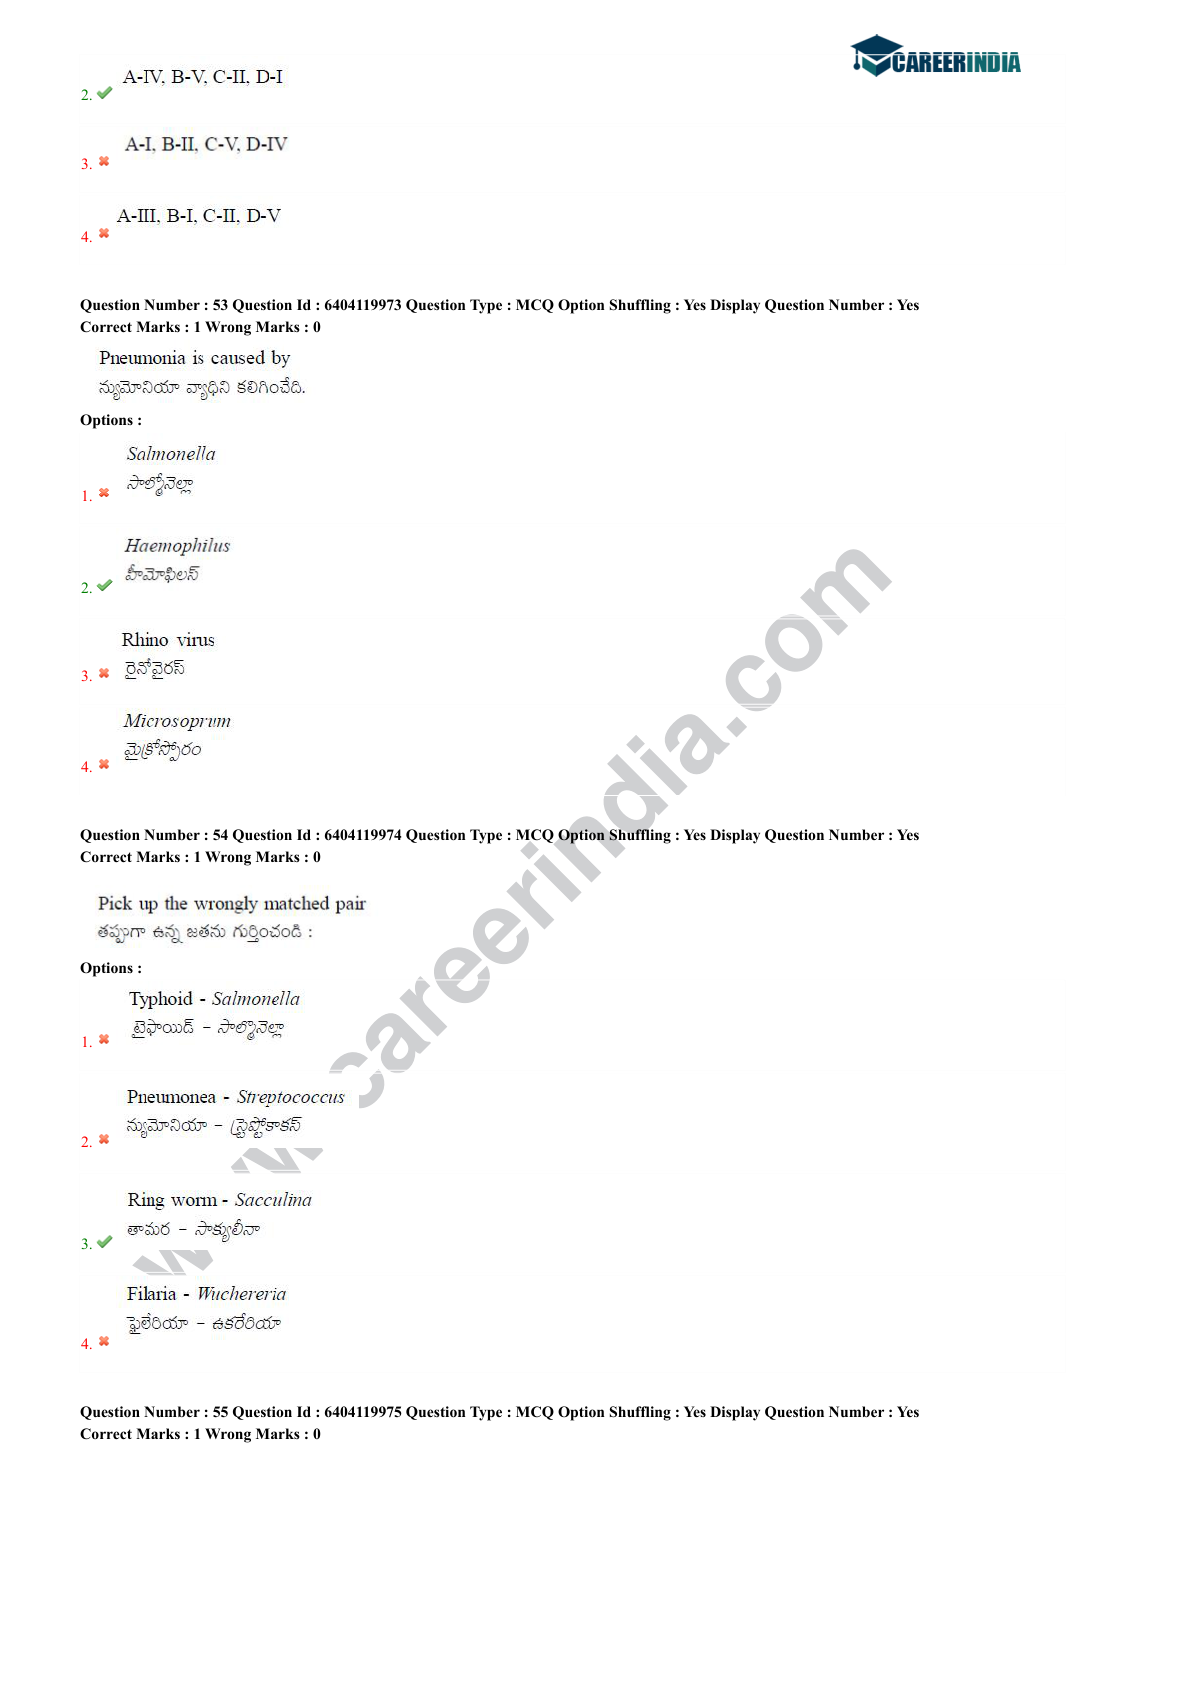 CAREERINDIA
A-IV, B-V, C-II, D-I
2.
A-I, B-II, C-V, D-IV
3.
A-III, B-I, C-II, D-V
4.
Question Number : 53 Question Id : 6404119973 Question Type : MCQ Option Shuffling : Yes Display Question Number : Yes
Correct Marks : 1 Wrong Marks : 0
Pneumonia is caused by
న్యుమోనియా వ్యాధిని కలిగించేది.
Options :
Salmonella
సాల్మోనెల్లా
1.
Haemophilus
హీమోఫిలస్
2.
Rhino virus
రైనోవైరస్
3.
Microsoprum
మైక్రోస్పోరం
4.
Question Number : 54 Question Id : 6404119974 Question Type : MCQ Option Shuffling : Yes Display Question Number : Yes
Correct Marks : 1 Wrong Marks : 0
Pick up the wrongly matched pair
తప్పుగా ఉన్న జతను గుర్తించండి :
Options :
Typhoid - Salmonella
టైఫాయిడ్ – సాల్మొనెల్లా
1.
Pneumonea - Streptococcus
న్యుమోనియా – స్ట్రెప్టోకాకస్
2.
Ring worm - Sacculina
తామర – సాక్యులీనా
3.
Filaria - Wuchereria
ఫైలేరియా – ఉకరేరియా
4.
Question Number : 55 Question Id : 6404119975 Question Type : MCQ Option Shuffling : Yes Display Question Number : Yes
Correct Marks : 1 Wrong Marks : 0